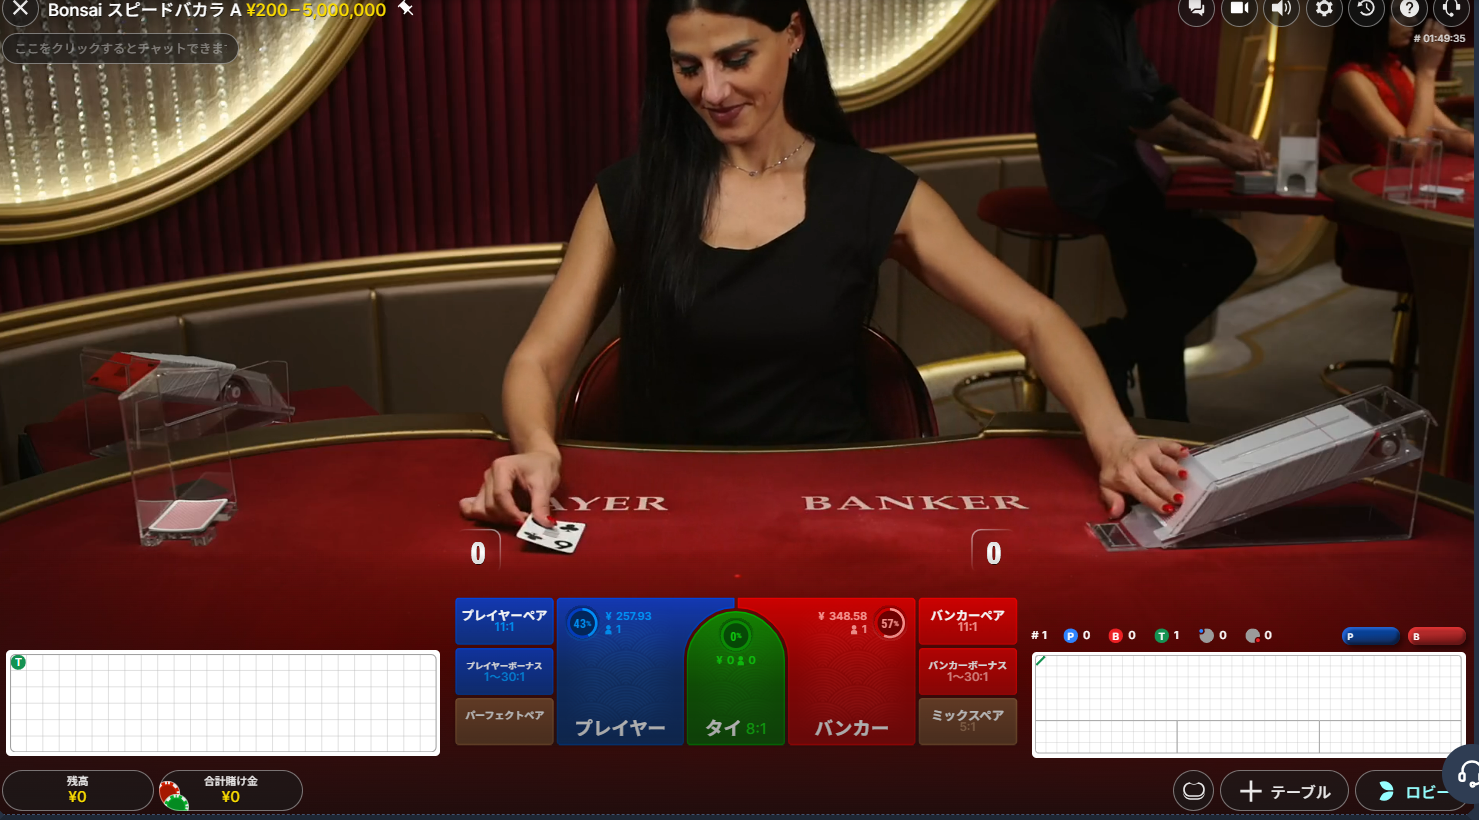 Bonsai スピードバカラ A ¥200–5,000,000
ここをクリックするとチャットできます
# 01:49:35
AYER
BANKER
0
0
6
プレイヤーペア
11:1
43%
¥ 257.93
1
0%
¥ 0 0
¥ 348.58
1
57%
バンカーペア
11:1
プレイヤーボーナス
1〜30:1
バンカーボーナス
1〜30:1
パーフェクトペア
プレイヤー
タイ 8:1
バンカー
ミックスペア
5:1
#1 P 0 B 0 T 1 0 0 P B
T
残高
¥0
合計賭け金
¥0
テーブル
ロビー